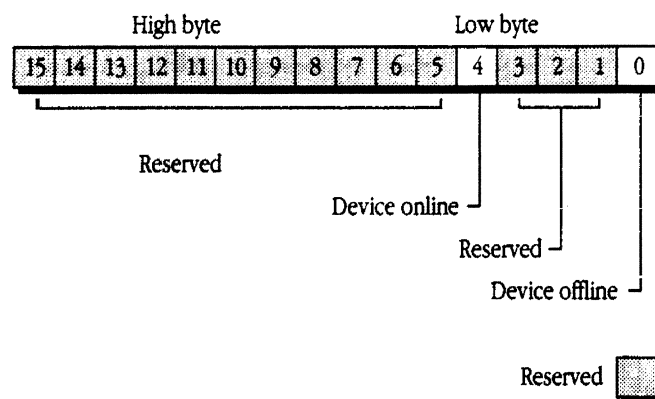 High byte Low byte
15 14 13 12 11 10 9 8 7 6 5 4 3 2 1 0
Reserved
Device online
Reserved
Device offline
Reserved